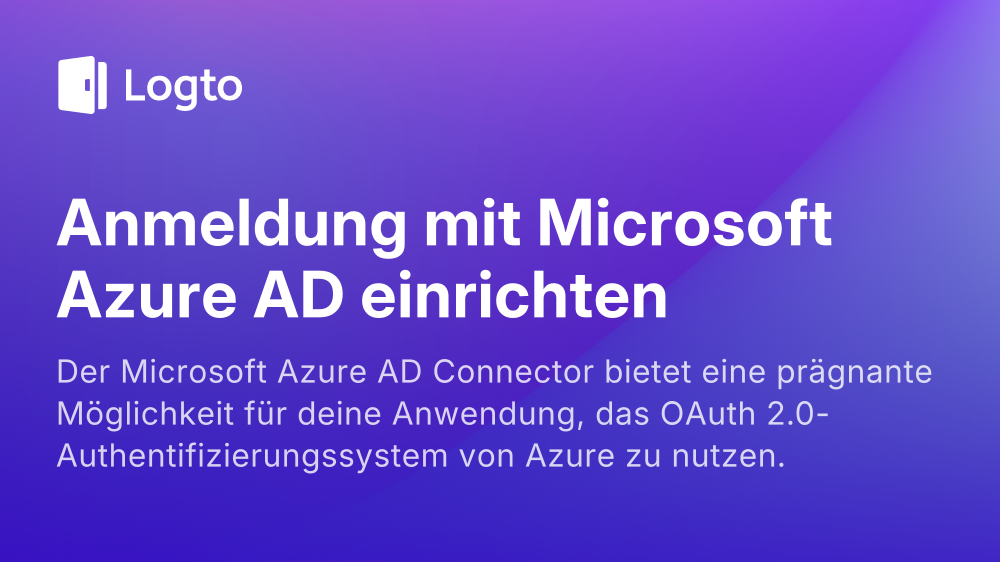 Logto
Anmeldung mit Microsoft
Azure AD einrichten
Der Microsoft Azure AD Connector bietet eine prägnante
Möglichkeit für deine Anwendung, das OAuth 2.0-
Authentifizierungssystem von Azure zu nutzen.